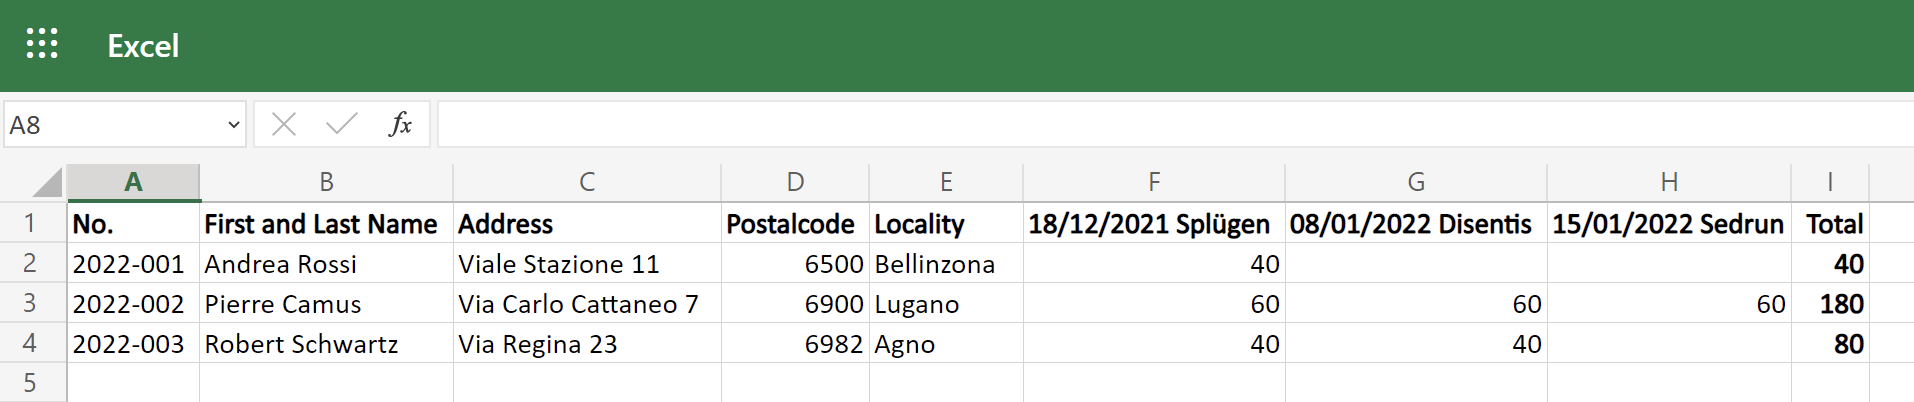 Excel
A8 fx
A B C D E F G H I
1 No. First and Last Name Address Postalcode Locality 18/12/2021 Splügen 08/01/2022 Disentis 15/01/2022 Sedrun Total
2 2022-001 Andrea Rossi Viale Stazione 11 6500 Bellinzona 40 40
3 2022-002 Pierre Camus Via Carlo Cattaneo 7 6900 Lugano 60 60 60 180
4 2022-003 Robert Schwartz Via Regina 23 6982 Agno 40 40 80
5